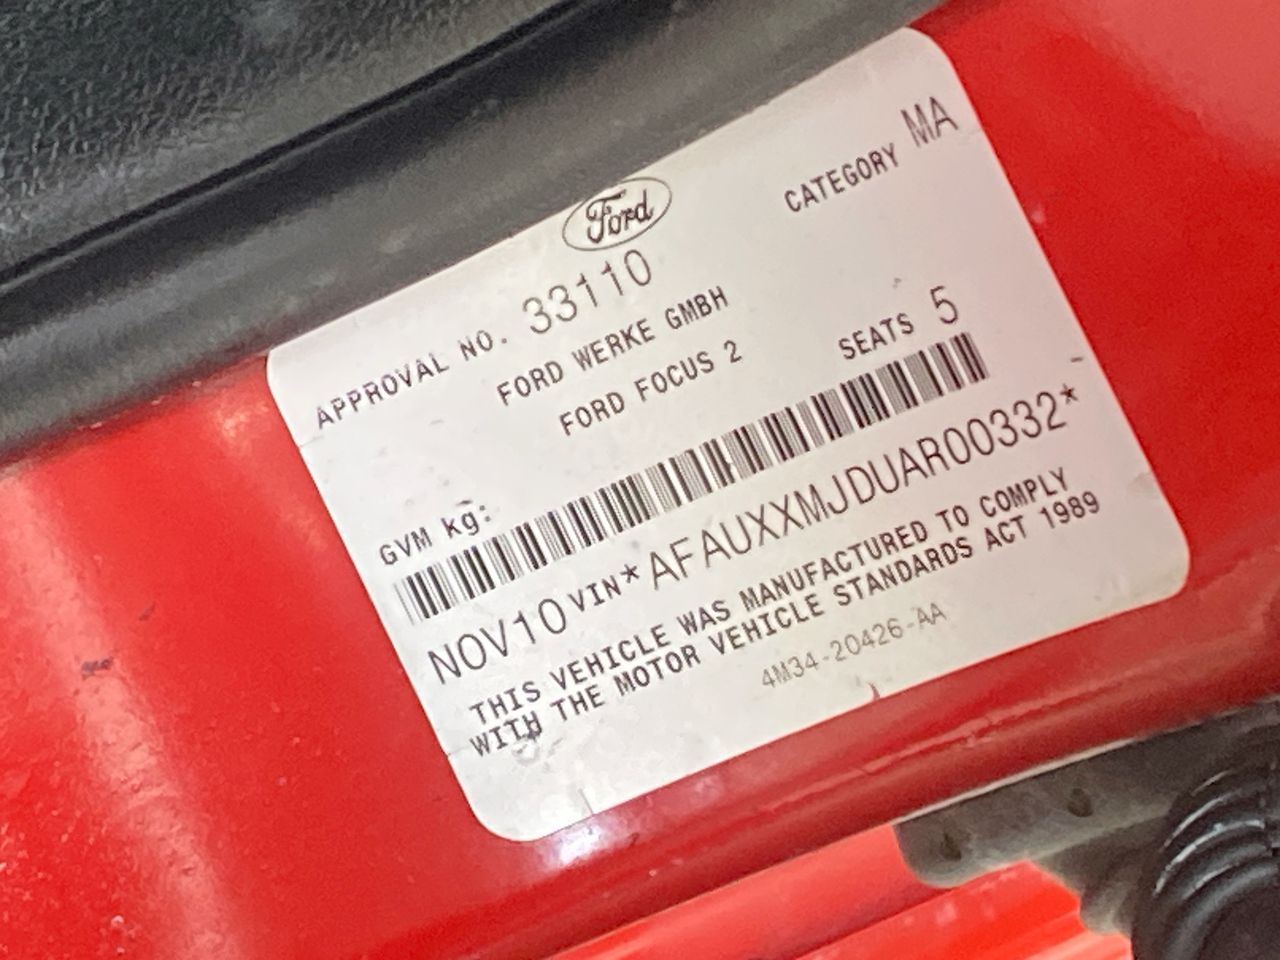 Ford
CATEGORY MA
APPROVAL NO. 33110
FORD WERKE GMBH
FORD FOCUS 2
SEATS 5
GVM kg:
NOV10 VIN*AFAUXXMJDUAR00332*
THIS VEHICLE WAS MANUFACTURED TO COMPLY
WITH THE MOTOR VEHICLE STANDARDS ACT 1989
4M34-20426-AA